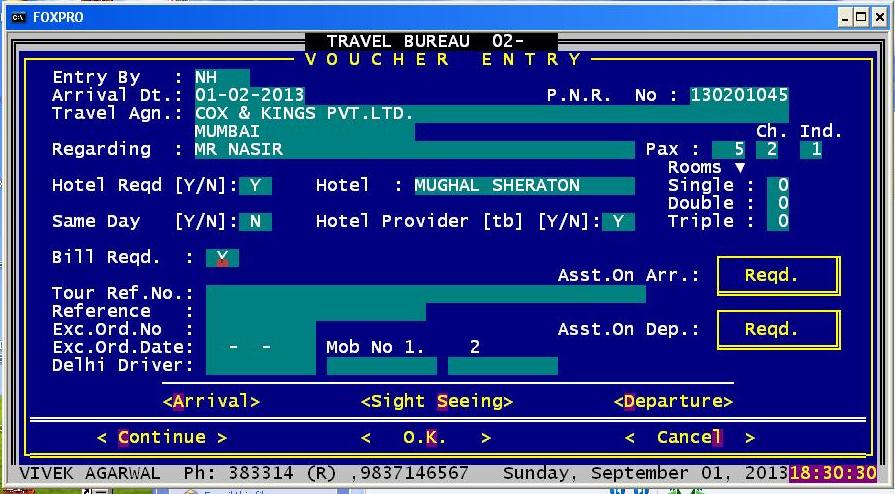 FOXPRO
TRAVEL BUREAU 02-
VOUCHER ENTRY
Entry By : NH
Arrival Dt.: 01-02-2013 P.N.R. No : 130201045
Travel Agn.: COX & KINGS PVT.LTD.
MUMBAI Ch. Ind.
Regarding : MR NASIR Pax : 5 2 1
Rooms ▼
Hotel Reqd [Y/N]: Y Hotel : MUGHAL SHERATON Single : 0
Double : 0
Same Day [Y/N]: N Hotel Provider [tb] [Y/N]: Y Triple : 0
Bill Reqd. : Y
Asst.On Arr.: Reqd.
Tour Ref.No.:
Reference :
Exc.Ord.No : Asst.On Dep.: Reqd.
Exc.Ord.Date: - - Mob No 1. 2
Delhi Driver:
<Arrival> <Sight Seeing> <Departure>
< Continue > < O.K. > < Cancel >
VIVEK AGARWAL Ph: 383314 (R) ,9837146567 Sunday, September 01, 2013 18:30:30